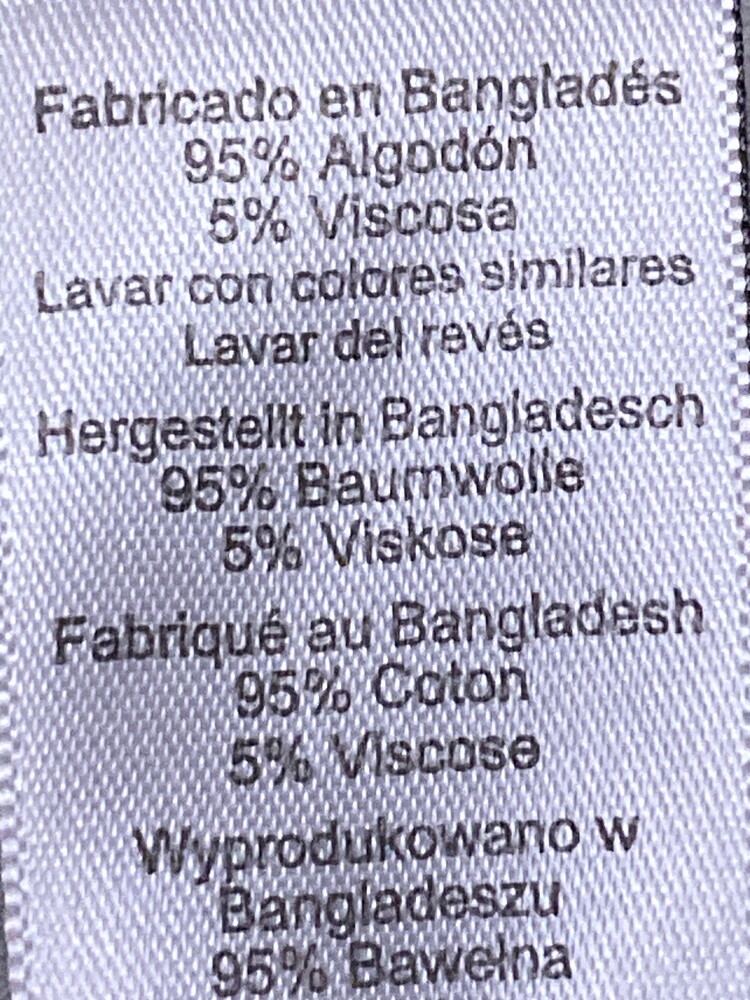 Fabricado en Bangladés
95% Algodón
5% Viscosa
Lavar con colores similares
Lavar del revés
Hergestellt in Bangladesch
95% Baumwolle
5% Viskose
Fabriqué au Bangladesh
95% Coton
5% Viscose
Wyprodukowano w
Bangladeszu
95% Bawełna